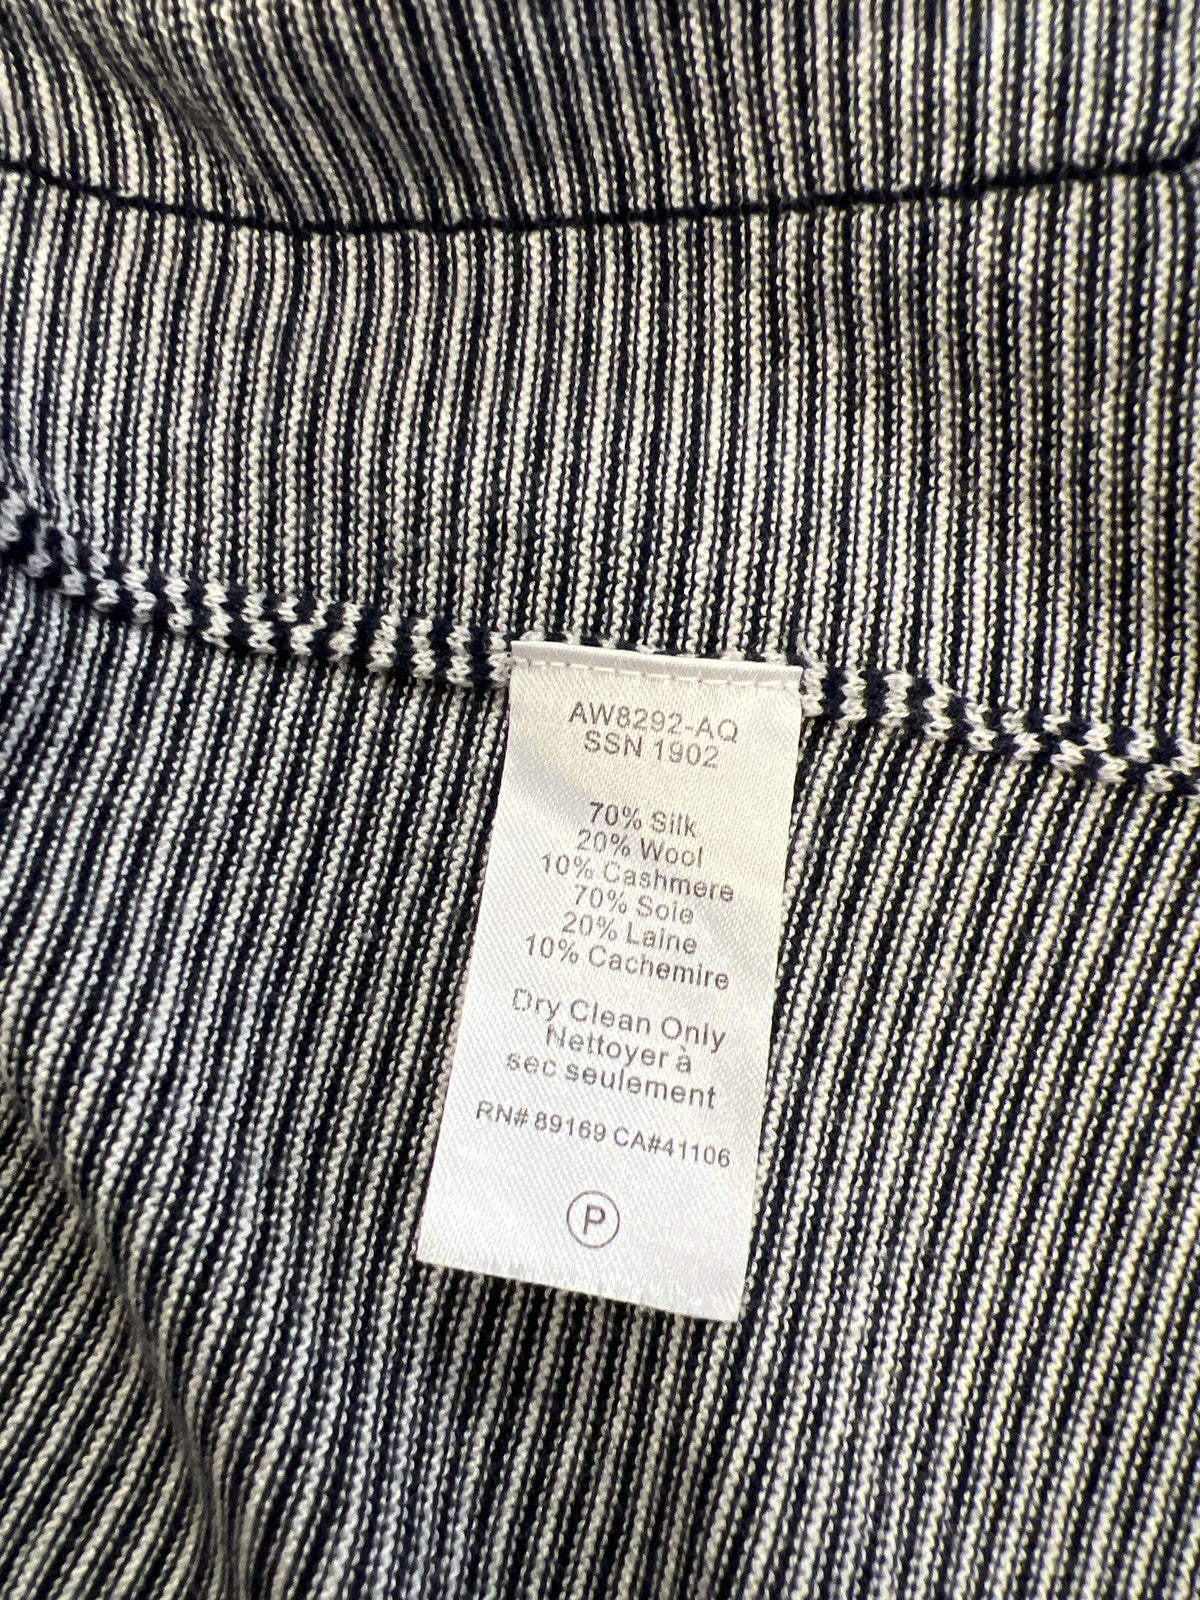 AW8292-AQ
SSN 1902
70% Silk
20% Wool
10% Cashmere
70% Soie
20% Laine
10% Cachemire
Dry Clean Only
Nettoyer à
sec seulement
RN# 89169 CA#41106
P